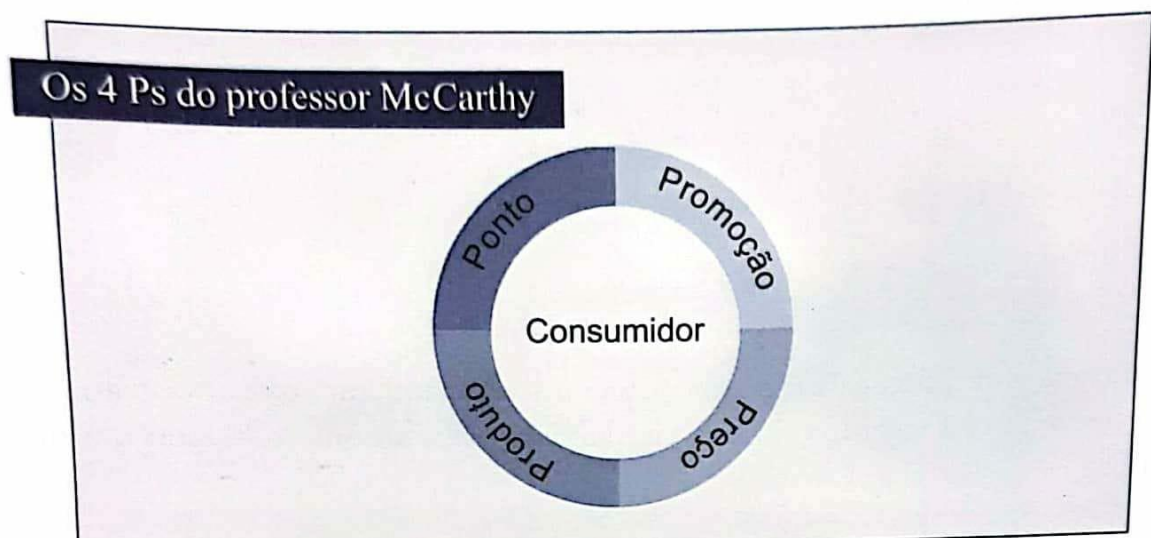 Os 4 Ps do professor McCarthy
Ponto
Promoção
Consumidor
Produto
Preço